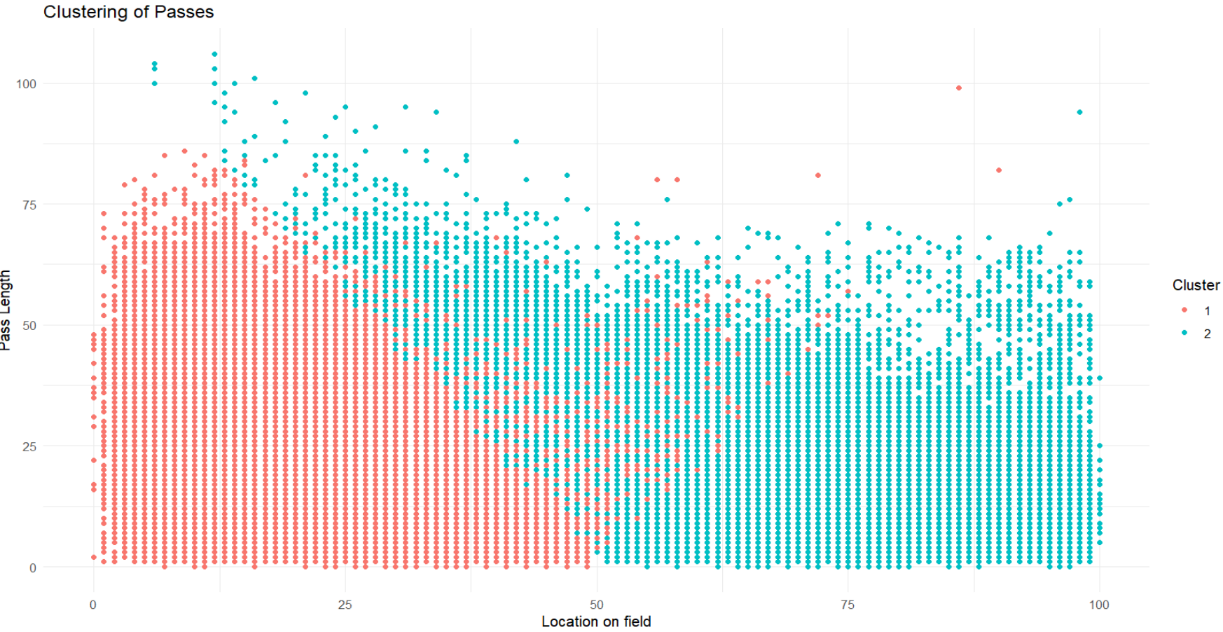 Clustering of Passes
Pass Length
100
75
50
25
0
0 25 50 75 100
Location on field
Cluster
1
2